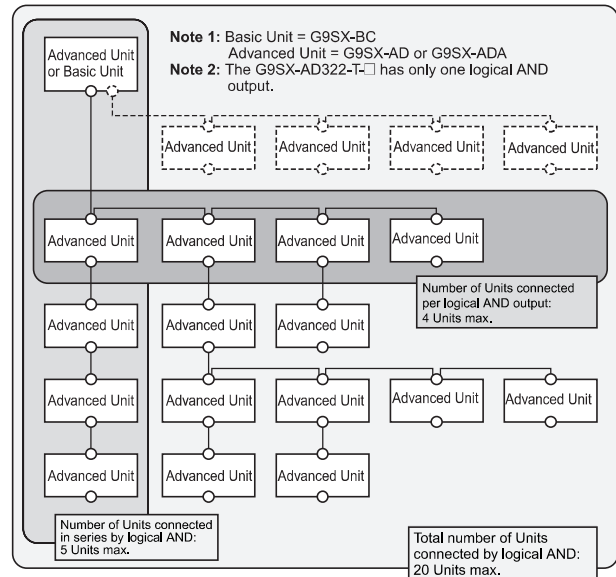 Advanced Unit
or Basic Unit
Note 1: Basic Unit = G9SX-BC
Advanced Unit = G9SX-AD or G9SX-ADA
Note 2: The G9SX-AD322-T-□ has only one logical AND
output.
Advanced Unit Advanced Unit Advanced Unit Advanced Unit
Advanced Unit Advanced Unit Advanced Unit Advanced Unit
Number of Units connected
per logical AND output:
4 Units max.
Advanced Unit Advanced Unit Advanced Unit
Advanced Unit Advanced Unit Advanced Unit Advanced Unit Advanced Unit
Advanced Unit Advanced Unit Advanced Unit
Number of Units connected
in series by logical AND:
5 Units max.
Total number of Units
connected by logical AND:
20 Units max.